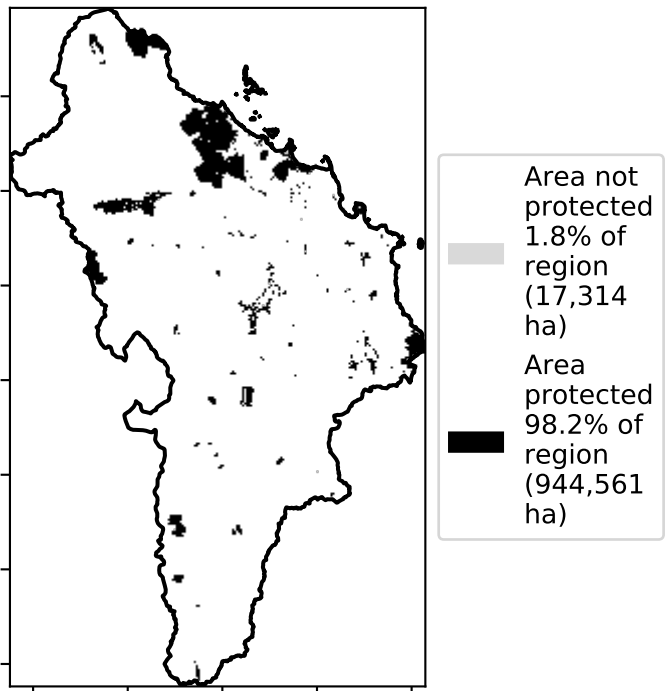 Area not
protected
1.8% of
region
(17,314
ha)
Area
protected
98.2% of
region
(944,561
ha)